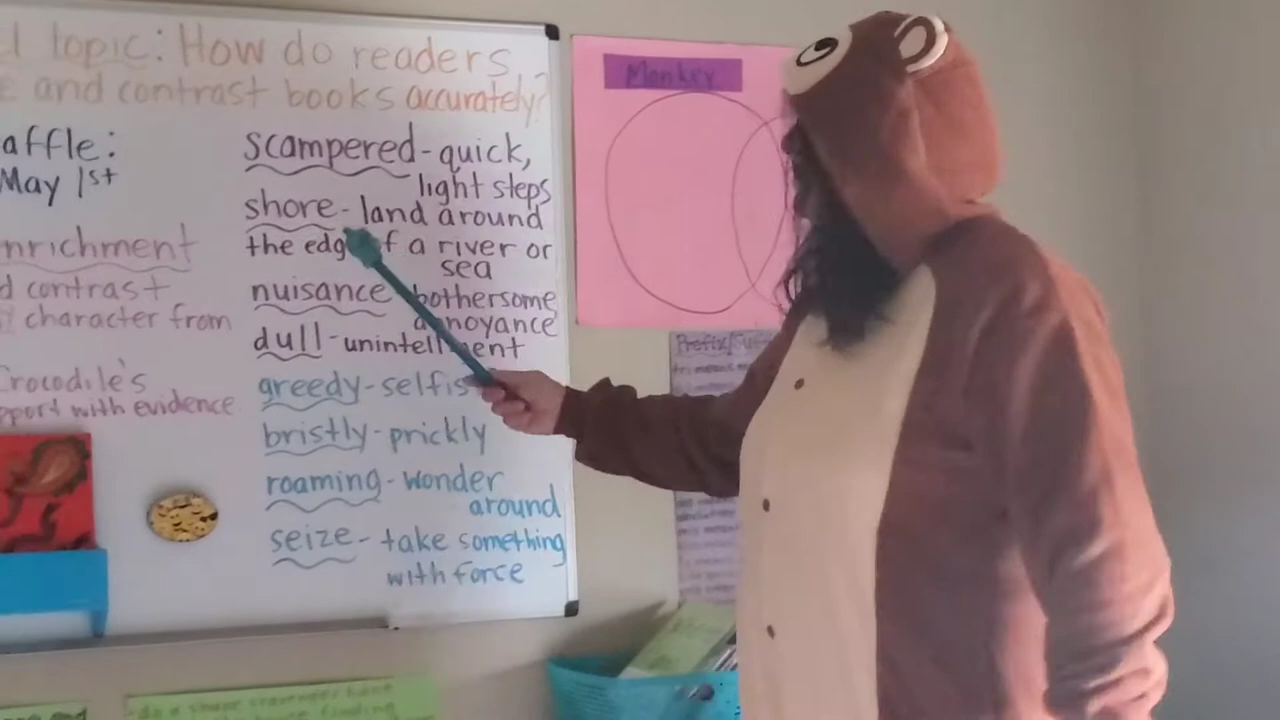 topic: How do readers
e and contrast books accurately?
affle:
May 1st
nrichment
d contrast
character from
Crocodile's
pport with evidence
scampered - quick,
light steps
shore - land around
the edg f a river or
sea
nuisance bothersome
annoyance
dull - unintell ent
greedy - selfis
bristly - prickly
roaming - wonder
around
seize - take something
with force
Monkey
Prefix/Suff